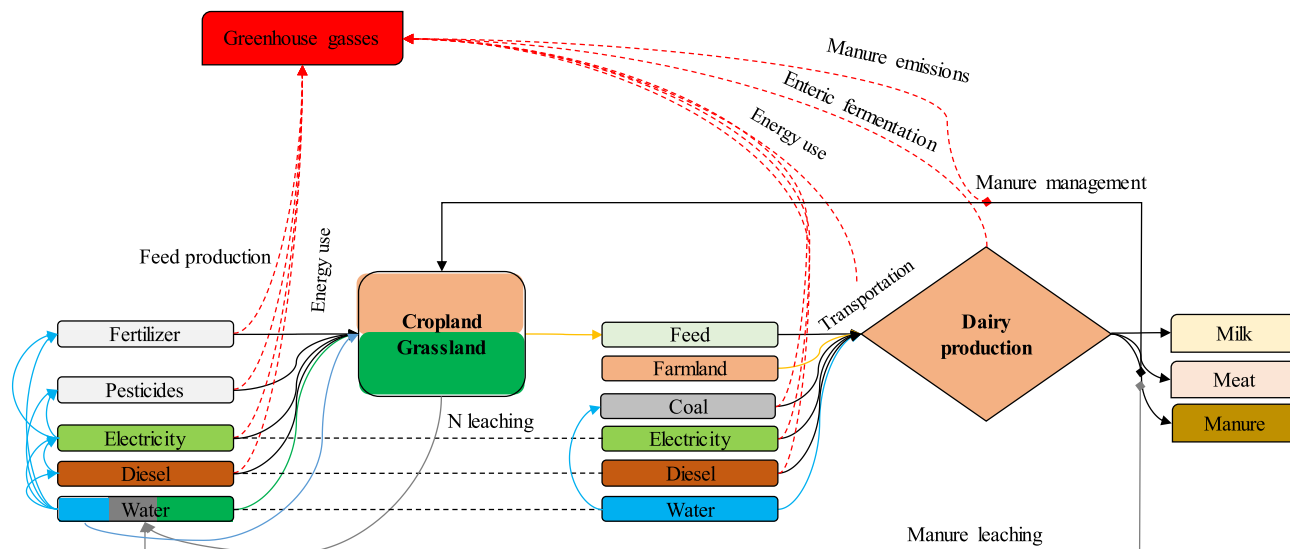 Greenhouse gasses
Manure emissions
Enteric fermentation
Energy use
Manure management
Feed production
Energy use
Transportation
Fertilizer
Pesticides
Electricity
Diesel
Water
Cropland
Grassland
N leaching
Feed
Farmland
Coal
Electricity
Diesel
Water
Dairy
production
Milk
Meat
Manure
Manure leaching